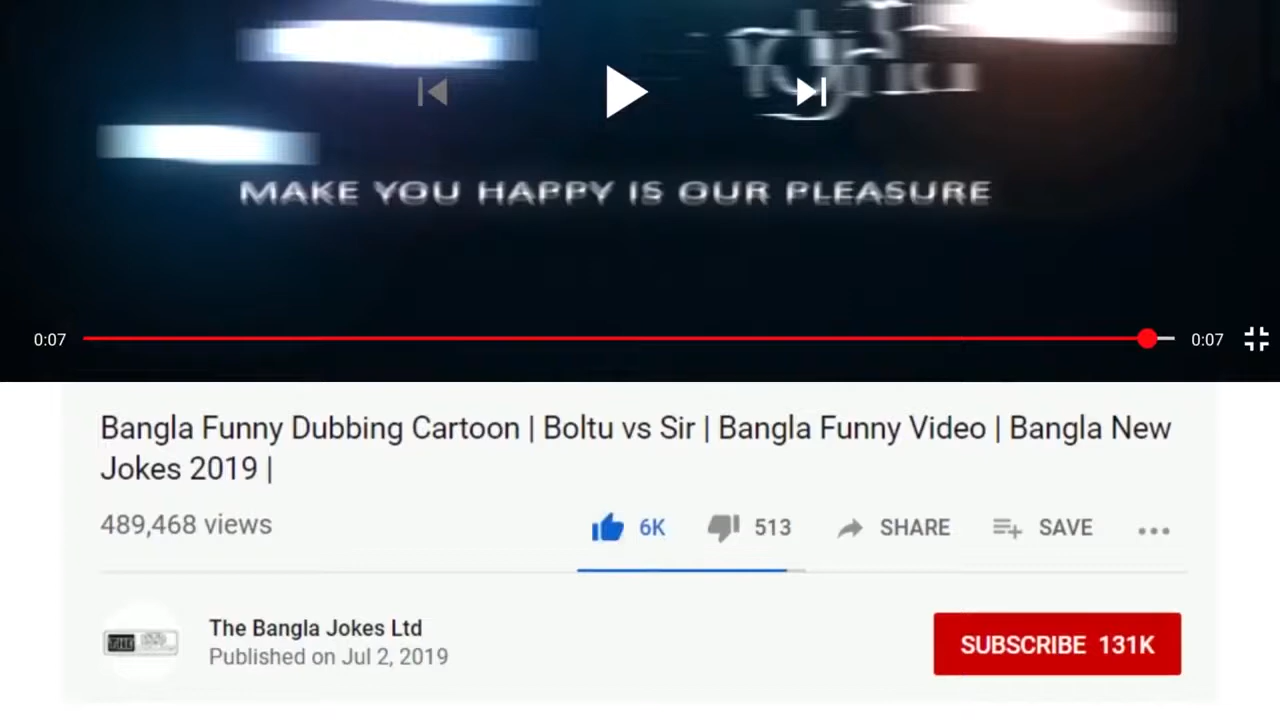 MAKE YOU HAPPY IS OUR PLEASURE
0:07
0:07
Bangla Funny Dubbing Cartoon | Boltu vs Sir | Bangla Funny Video | Bangla New
Jokes 2019 |
489,468 views
6K
513
SHARE
SAVE
The Bangla Jokes Ltd
Published on Jul 2, 2019
SUBSCRIBE 131K